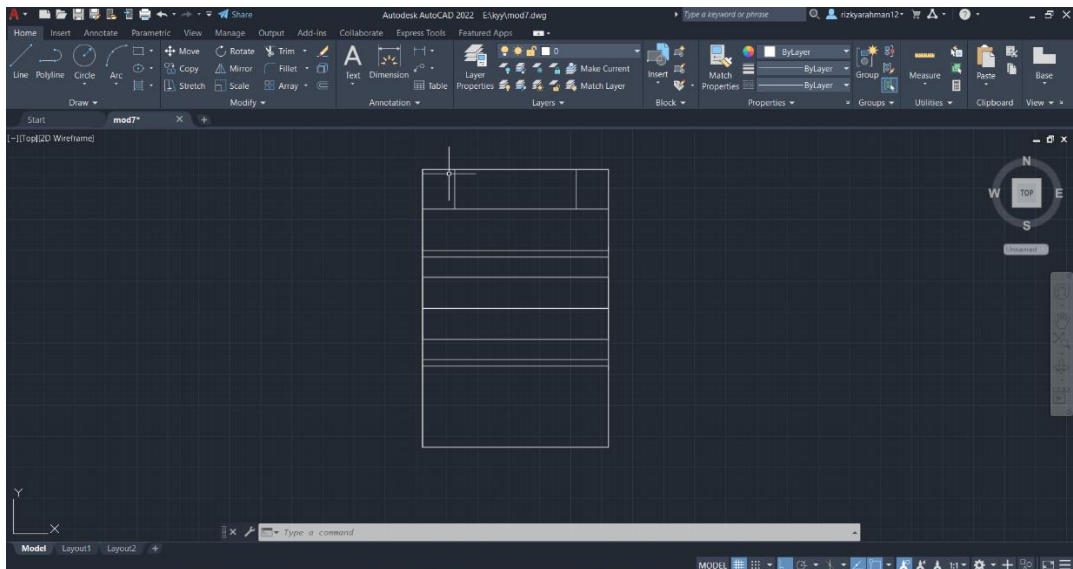 A Share Autodesk AutoCAD 2022 E:\kyy\mod7.dwg Type a keyword or phrase rizkyarahman12
Home Insert Annotate Parametric View Manage Output Add-ins Collaborate Express Tools Featured Apps
Line Polyline Circle Arc
Move Rotate Trim
Copy Mirror Fillet
Stretch Scale Array
A Text Dimension Table
Layer Properties 0
Make Current
Match Layer
Insert
Match Properties ByLayer
ByLayer
ByLayer
Group Measure Paste Base
Draw Modify Annotation Layers Block Properties Groups Utilities Clipboard View
Start mod7* +
[−][Top][2D Wireframe]
N
W TOP E
S
Unnamed
Y
X
Type a command
Model Layout1 Layout2 +
MODEL 1:1